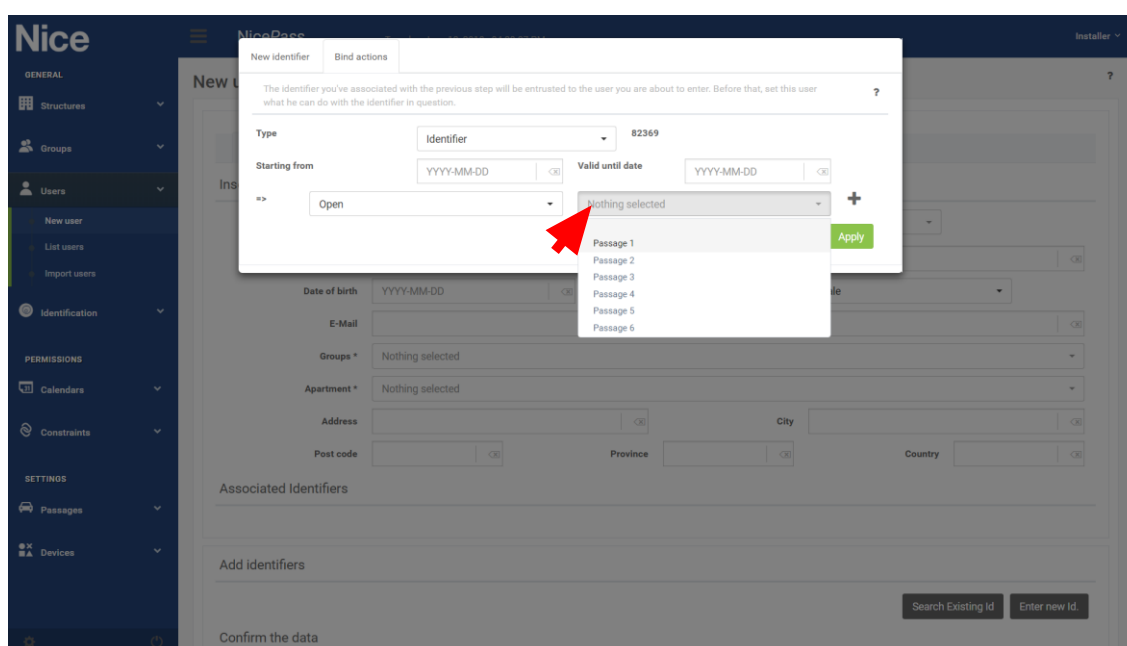 Nice
NicePass
Installer
GENERAL
Structures
Groups
Users
New user
List users
Import users
Identification
PERMISSIONS
Calendars
Constraints
SETTINGS
Passages
Devices
New
?
New identifier
Bind actions
The identifier you've associated with the previous step will be entrusted to the user you are about to enter. Before that, set this user
what he can do with the identifier in question.
?
Type
Identifier
82369
Starting from
YYYY-MM-DD
Valid until date
YYYY-MM-DD
=>
Open
Nothing selected
+
Apply
Passage 1
Passage 2
Passage 3
Passage 4
Passage 5
Passage 6
Ins
Date of birth
YYYY-MM-DD
le
E-Mail
Groups *
Nothing selected
Apartment *
Nothing selected
Address
City
Post code
Province
Country
Associated Identifiers
Add identifiers
Search Existing Id
Enter new Id.
Confirm the data